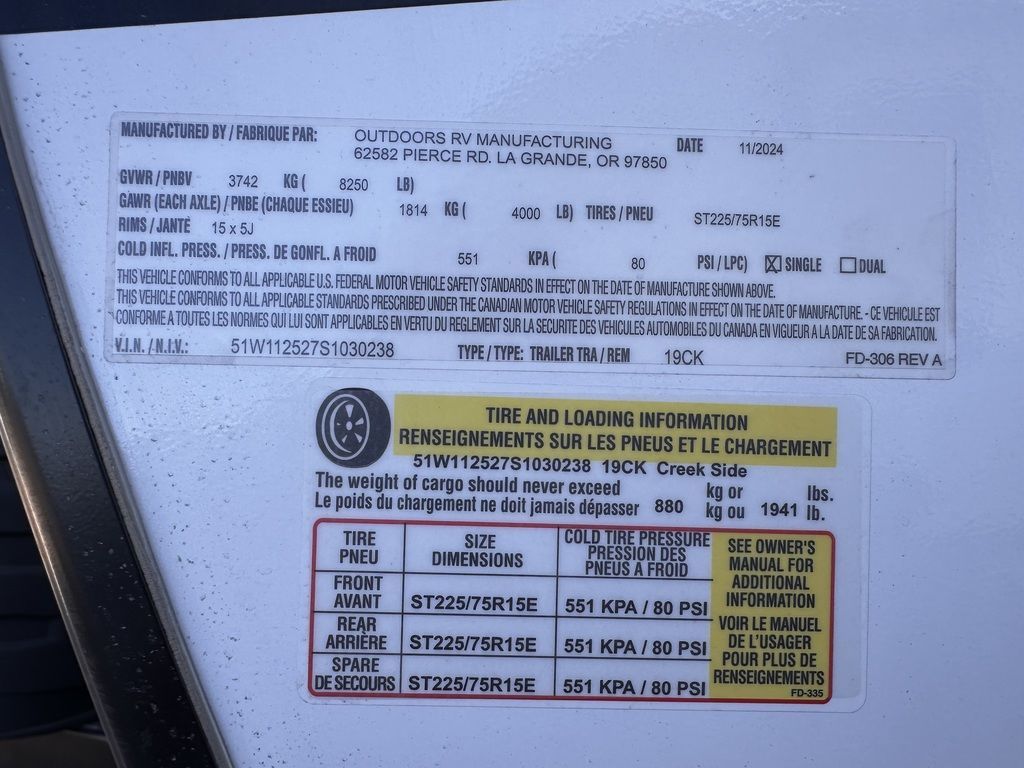 MANUFACTURED BY / FABRIQUE PAR: OUTDOORS RV MANUFACTURING DATE 11/2024
62582 PIERCE RD. LA GRANDE, OR 97850
GVWR / PNBV 3742 KG ( 8250 LB)
GAWR (EACH AXLE) / PNBE (CHAQUE ESSIEU) 1814 KG ( 4000 LB) TIRES / PNEU ST225/75R15E
RIMS / JANTE 15 x 5J
COLD INFL. PRESS. / PRESS. DE GONFL. A FROID 551 KPA ( 80 PSI / LPC) ☒ SINGLE ☐ DUAL
THIS VEHICLE CONFORMS TO ALL APPLICABLE U.S. FEDERAL MOTOR VEHICLE SAFETY STANDARDS IN EFFECT ON THE DATE OF MANUFACTURE SHOWN ABOVE.
THIS VEHICLE CONFORMS TO ALL APPLICABLE STANDARDS PRESCRIBED UNDER THE CANADIAN MOTOR VEHICLE SAFETY REGULATIONS IN EFFECT ON THE DATE OF MANUFACTURE. - CE VEHICULE EST
CONFORME A TOUTES LES NORMES QUI LUI SONT APPLICABLES EN VERTU DU REGLEMENT SUR LA SECURITE DES VEHICULES AUTOMOBILES DU CANADA EN VIGUEUR A LA DATE DE SA FABRICATION.
V.I.N. / N.I.V.: 51W112527S1030238 TYPE / TYPE: TRAILER TRA / REM 19CK FD-306 REV A
TIRE AND LOADING INFORMATION
RENSEIGNEMENTS SUR LES PNEUS ET LE CHARGEMENT
51W112527S1030238 19CK Creek Side
The weight of cargo should never exceed kg or lbs.
Le poids du chargement ne doit jamais dépasser 880 kg ou 1941 lb.
TIRE SIZE COLD TIRE PRESSURE
PNEU DIMENSIONS PRESSION DES
PNEUS A FROID
FRONT
AVANT ST225/75R15E 551 KPA / 80 PSI
REAR
ARRIÈRE ST225/75R15E 551 KPA / 80 PSI
SPARE
DE SECOURS ST225/75R15E 551 KPA / 80 PSI
SEE OWNER'S
MANUAL FOR
ADDITIONAL
INFORMATION
VOIR LE MANUEL
DE L'USAGER
POUR PLUS DE
RENSEIGNEMENTS
FD-335